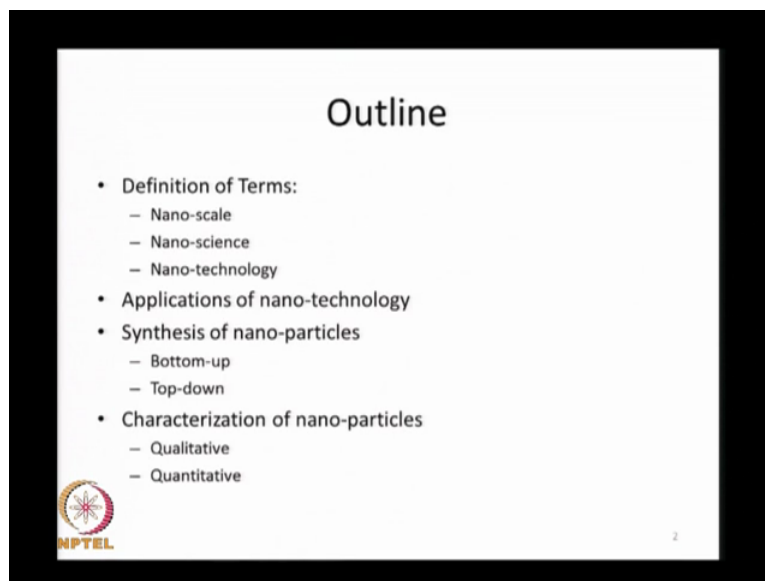 Outline
• Definition of Terms:
– Nano-scale
– Nano-science
– Nano-technology
• Applications of nano-technology
• Synthesis of nano-particles
– Bottom-up
– Top-down
• Characterization of nano-particles
– Qualitative
– Quantitative
NPTEL
2